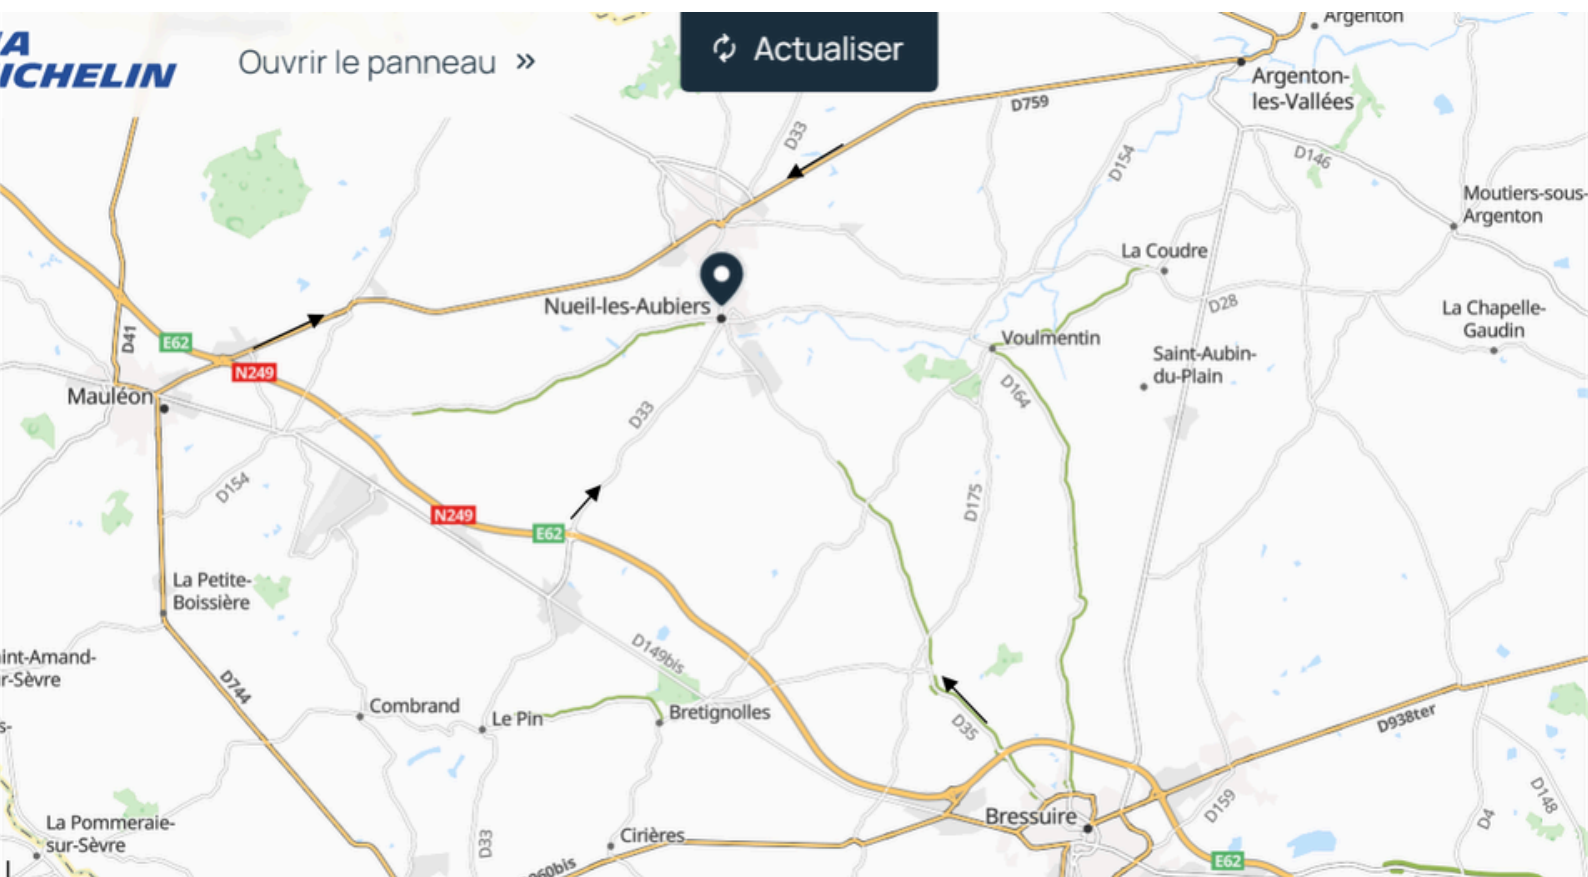 Argenton
Ouvrir le panneau »
Actualiser
ICHELIN
Argenton-
les-Vallées
D759
D33
D154
D146
Moutiers-sous-
Argenton
La Coudre
D28
Nueil-les-Aubiers
La Chapelle-
Gaudin
D41
E62
Voulmentin
Saint-Aubin-
du-Plain
N249
Mauléon
D164
D33
D154
D175
N249
E62
La Petite-
Boissière
D149bis
int-Amand-
r-Sèvre
D744
Combrand
Le Pin
Bretignolles
D35
D938ter
s-
La Pommeraie-
sur-Sèvre
D33
Cirières
Bressuire
D159
D4
D148
E62
960bis